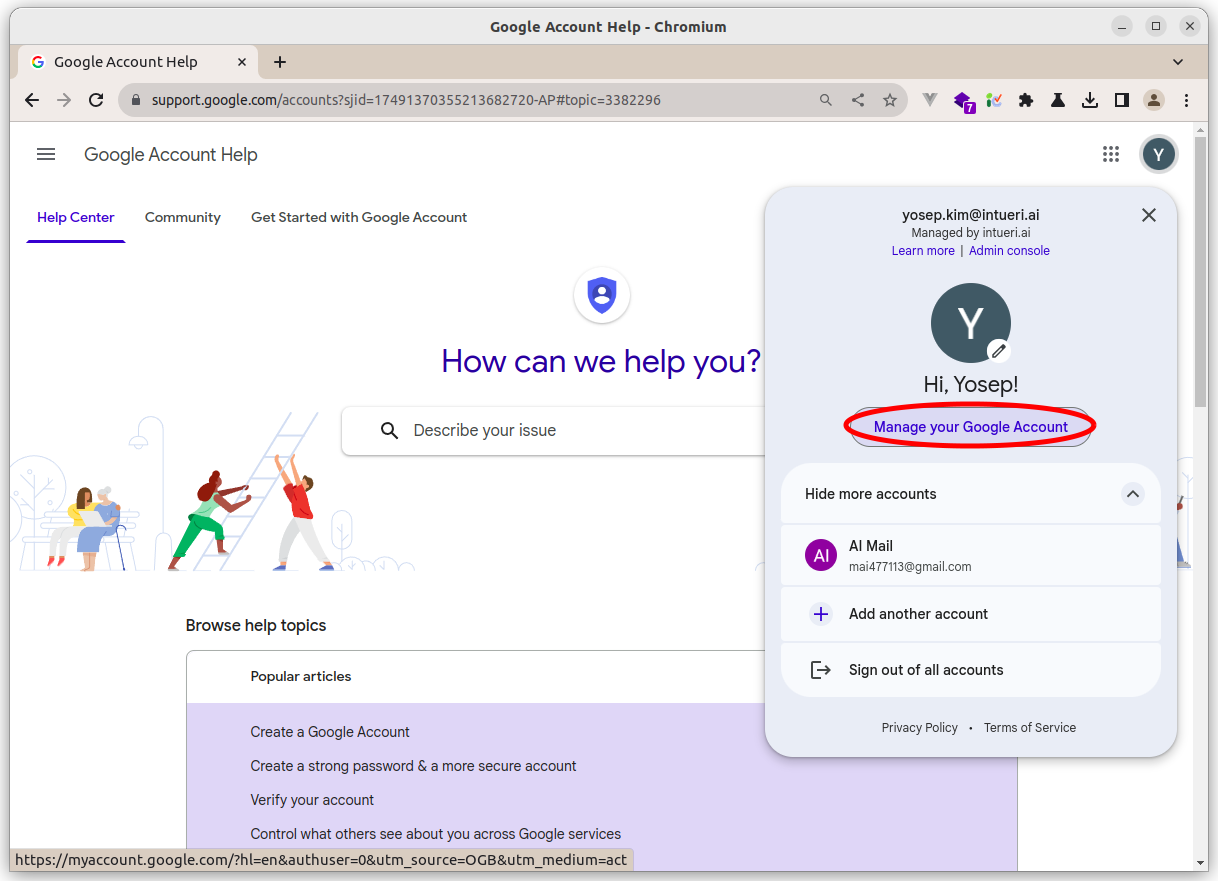 Google Account Help - Chromium
Google Account Help
support.google.com/accounts?sjid=17491370355213682720-AP#topic=3382296
7
Google Account Help
Y
Help Center
Community
Get Started with Google Account
yosep.kim@intueri.ai
Managed by intueri.ai
Learn more | Admin console
Y
Hi, Yosep!
Manage your Google Account
How can we help you?
Describe your issue
Hide more accounts
AI
AI Mail
mai477113@gmail.com
Add another account
Sign out of all accounts
Privacy Policy • Terms of Service
Browse help topics
Popular articles
Create a Google Account
Create a strong password & a more secure account
Verify your account
Control what others see about you across Google services
https://myaccount.google.com/?hl=en&authuser=0&utm_source=OGB&utm_medium=act